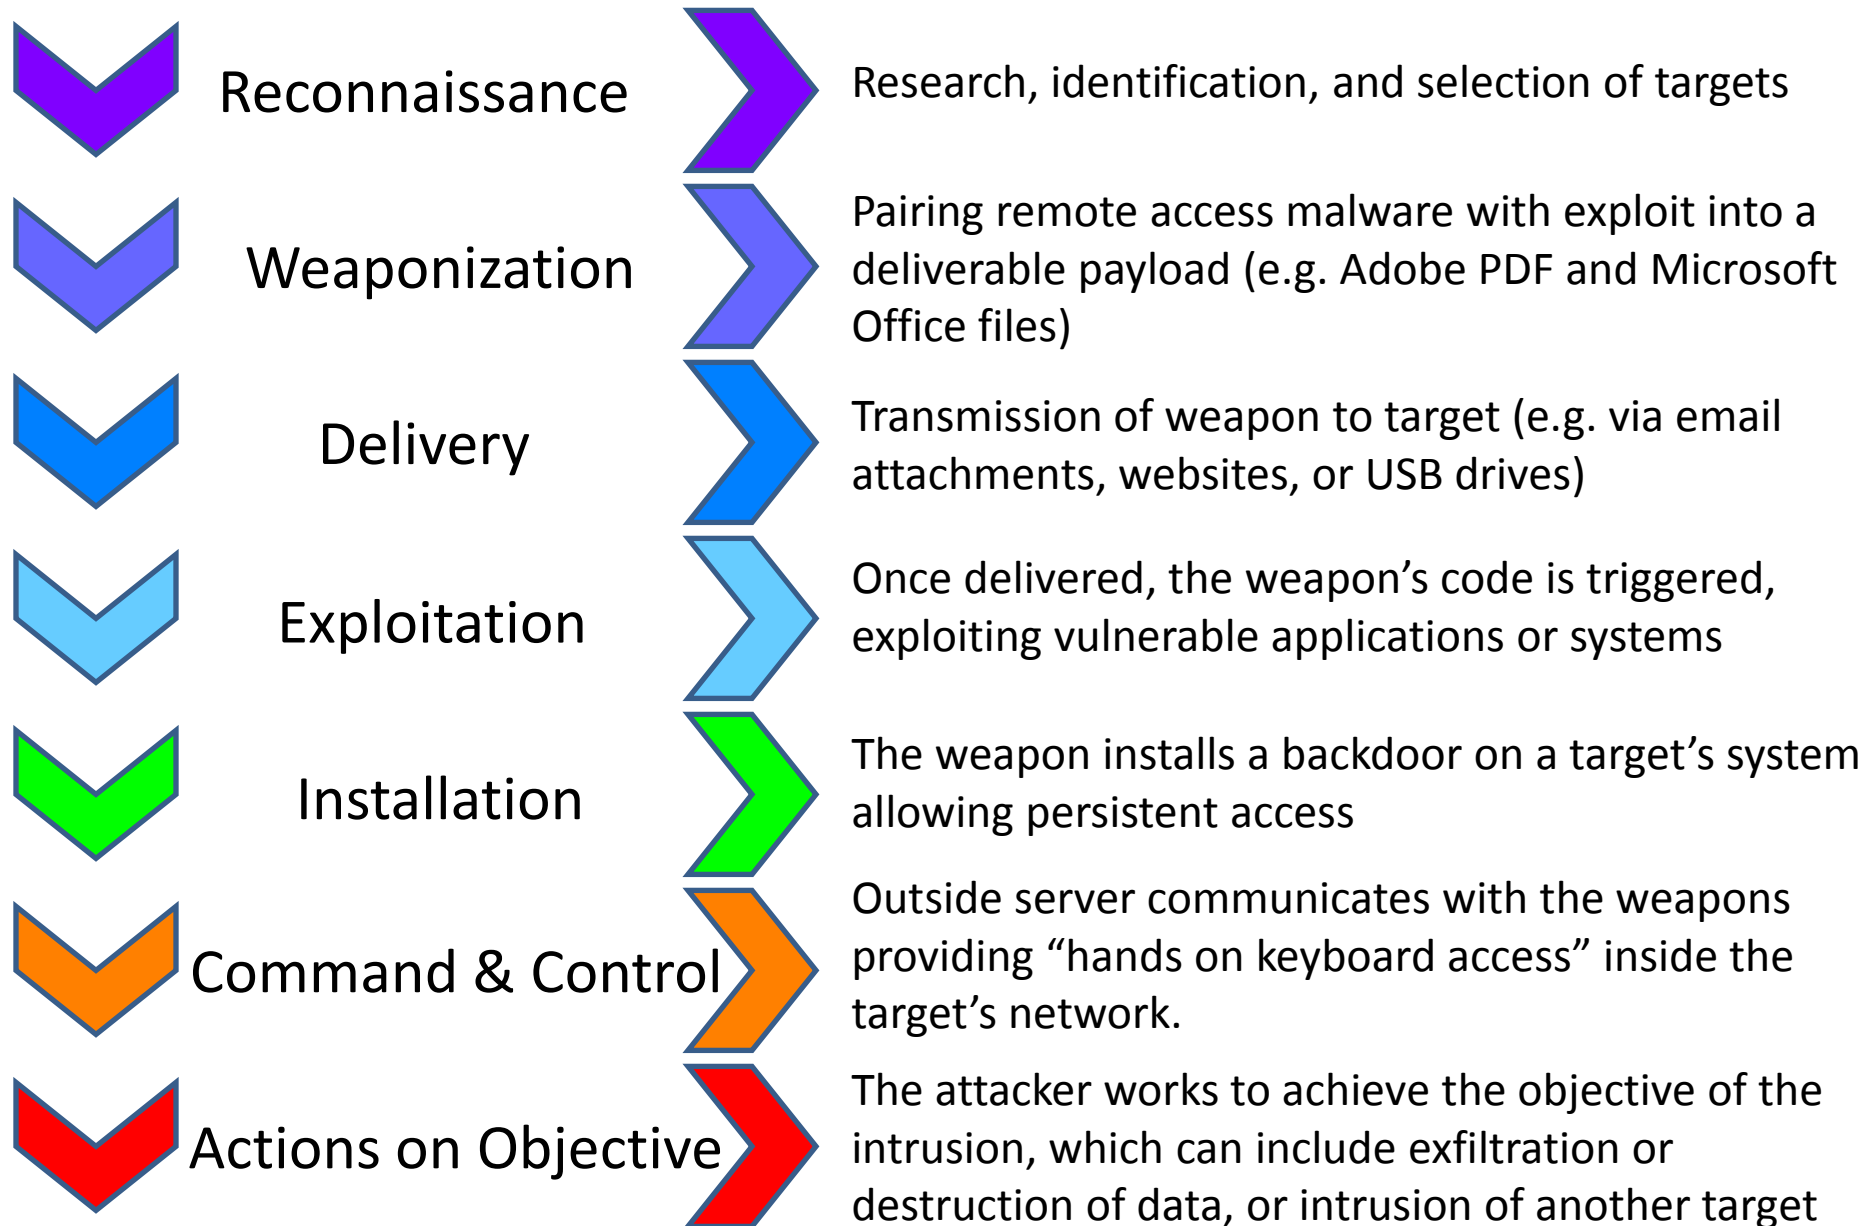 Reconnaissance
Research, identification, and selection of targets
Weaponization
Pairing remote access malware with exploit into a
deliverable payload (e.g. Adobe PDF and Microsoft
Office files)
Delivery
Transmission of weapon to target (e.g. via email
attachments, websites, or USB drives)
Exploitation
Once delivered, the weapon’s code is triggered,
exploiting vulnerable applications or systems
Installation
The weapon installs a backdoor on a target’s system
allowing persistent access
Command & Control
Outside server communicates with the weapons
providing “hands on keyboard access” inside the
target’s network.
Actions on Objective
The attacker works to achieve the objective of the
intrusion, which can include exfiltration or
destruction of data, or intrusion of another target